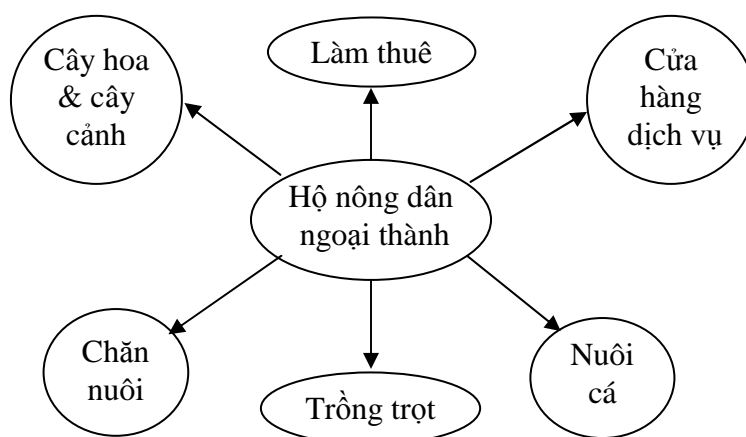 Cây hoa
& cây
cảnh
Làm thuê
Cửa
hàng
dịch vụ
Hộ nông dân
ngoại thành
Chăn
nuôi
Trồng trọt
Nuôi
cá